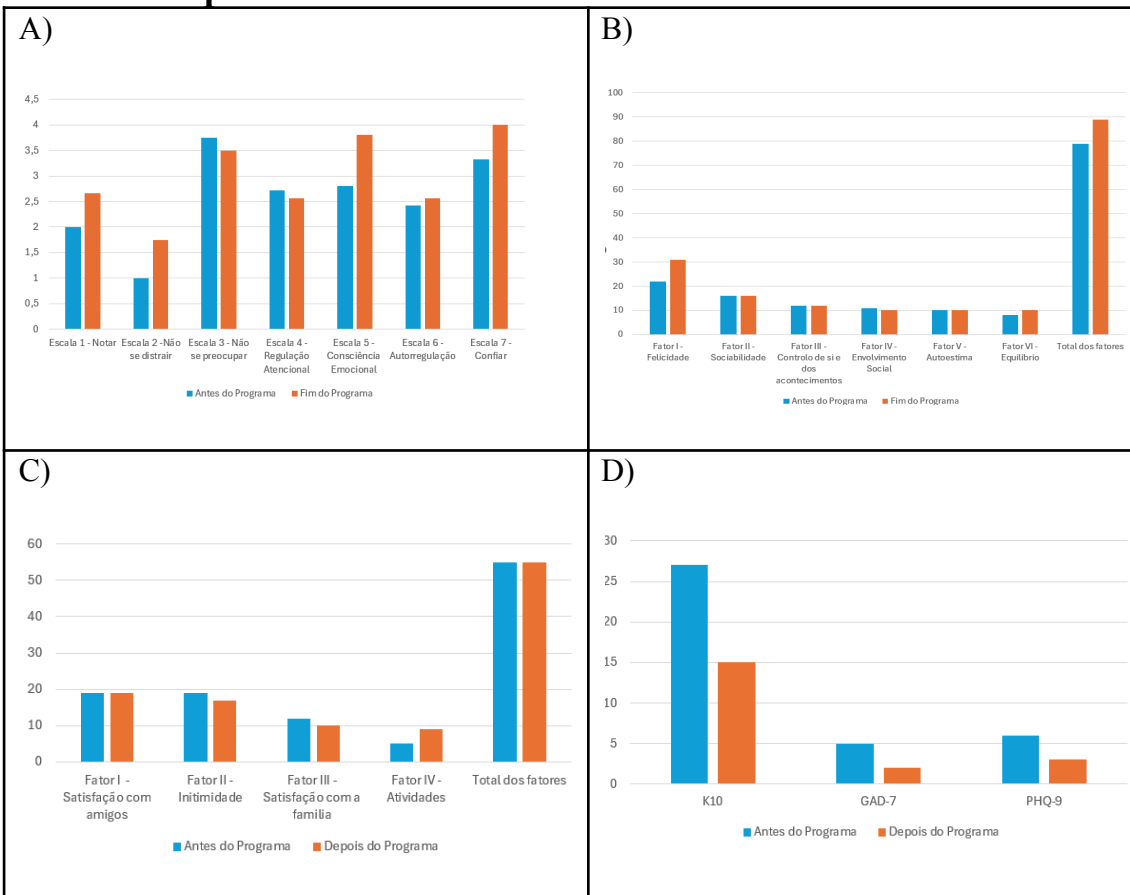 A)
4,5
4
3,5
3
2,5
2
1,5
1
0,5
0
Escala 1 - Notar Escala 2 -Não Escala 3 - Não Escala 4 - Escala 5 - Escala 6 - Escala 7 -
se distrair se preocupar Regulação Consciência Autorregulação Confiar
Atencional Emocional
Antes do Programa Fim do Programa
B)
100
90
80
70
60
50
40
30
20
10
0
Fator I - Fator II - Fator III - Fator IV - Fator V - Fator VI - Total dos fatores
Felicidade Sociabilidade Controlo de si e Envolvimento Autoestima Equilíbrio
dos Social
acontecimentos
Antes do Programa Fim do Programa
C)
60
50
40
30
20
10
0
Fator I - Fator II - Fator III - Fator IV - Total dos fatores
Satisfação com Initimidade Satisfação com a Atividades
amigos familia
Antes do Programa Depois do Programa
D)
30
25
20
15
10
5
0
K10 GAD-7 PHQ-9
Antes do Programa Depois do Programa